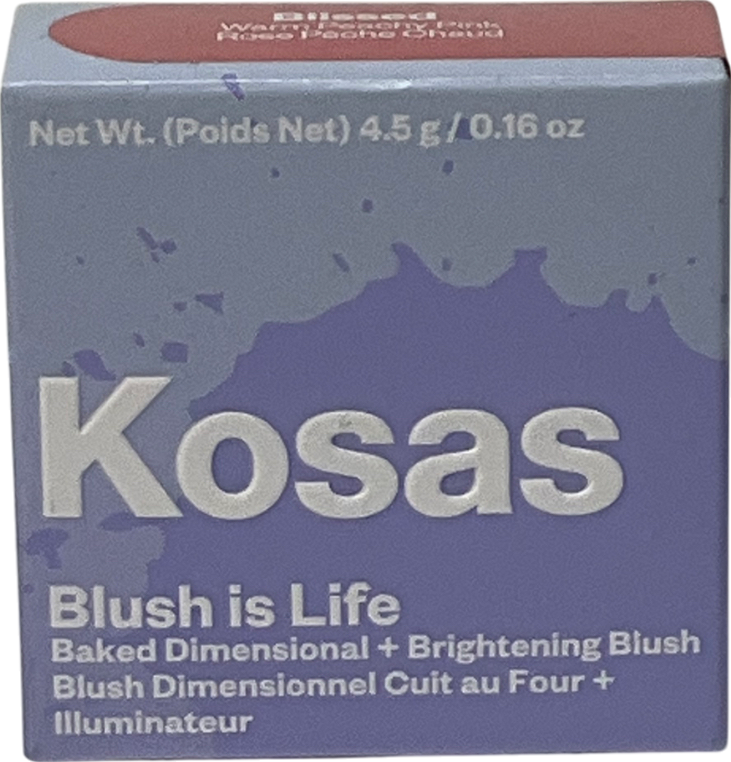 Blissed
Warm Peachy Pink
Rose Pêche Chaud
Net Wt. (Poids Net) 4.5 g / 0.16 oz
Kosas
Blush is Life
Baked Dimensional + Brightening Blush
Blush Dimensionnel Cuit au Four +
Illuminateur